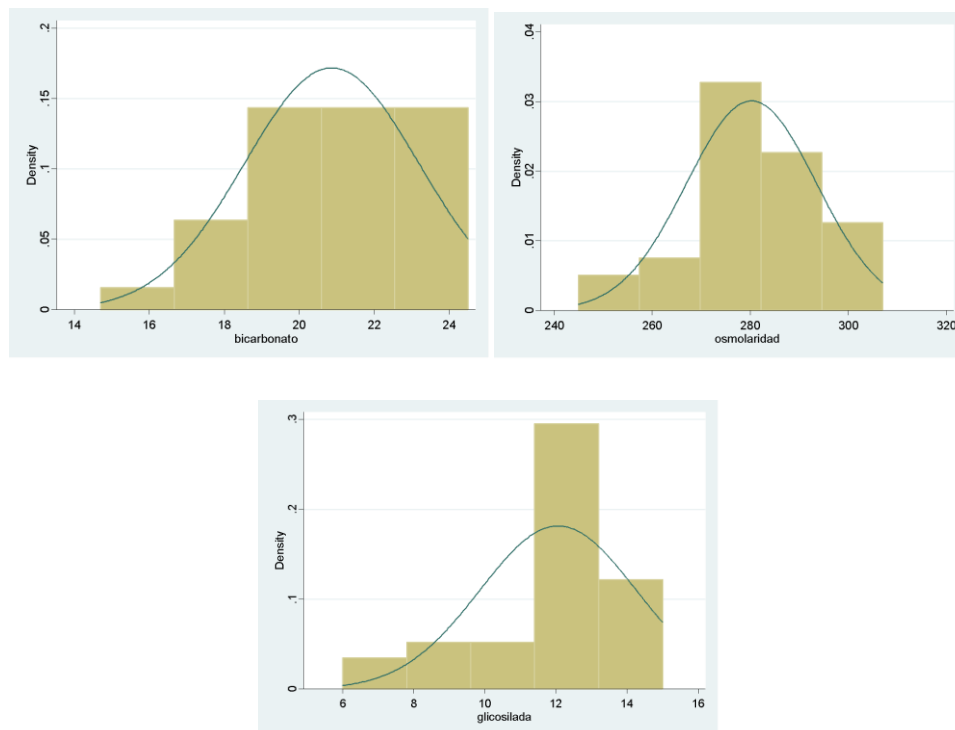 .2
.15
.1
.05
0
Density
14 16 18 20 22 24
bicarbonato
.04
.03
.02
.01
0
Density
240 260 280 300 320
osmolaridad
.3
.2
.1
0
Density
6 8 10 12 14 16
glicosilada